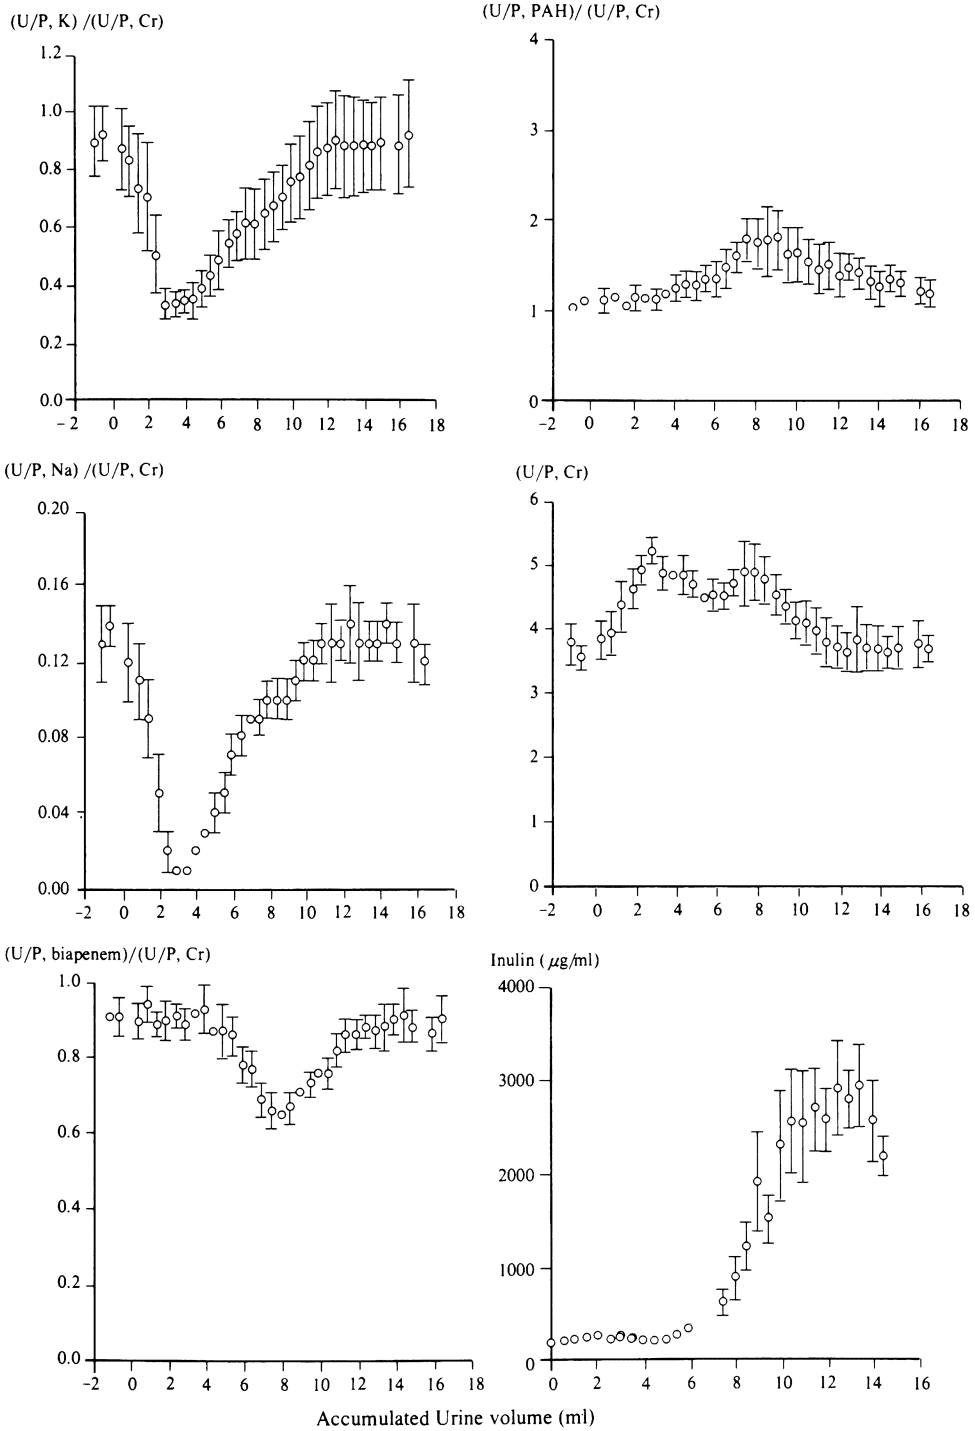 (U/P, K) /(U/P, Cr)
1.2
1.0
0.8
0.6
0.4
0.2
0.0
−2 0 2 4 6 8 10 12 14 16 18
(U/P, PAH)/ (U/P, Cr)
4
3
2
1
0
−2 0 2 4 6 8 10 12 14 16 18
(U/P, Na) /(U/P, Cr)
0.20
0.16
0.12
0.08
0.04
0.00
−2 0 2 4 6 8 10 12 14 16 18
(U/P, Cr)
6
5
4
3
2
1
0
−2 0 2 4 6 8 10 12 14 16 18
(U/P, biapenem)/(U/P, Cr)
1.0
0.8
0.6
0.4
0.2
0.0
−2 0 2 4 6 8 10 12 14 16 18
Inulin (μg/ml)
4000
3000
2000
1000
0
0 2 4 6 8 10 12 14 16
Accumulated Urine volume (ml)